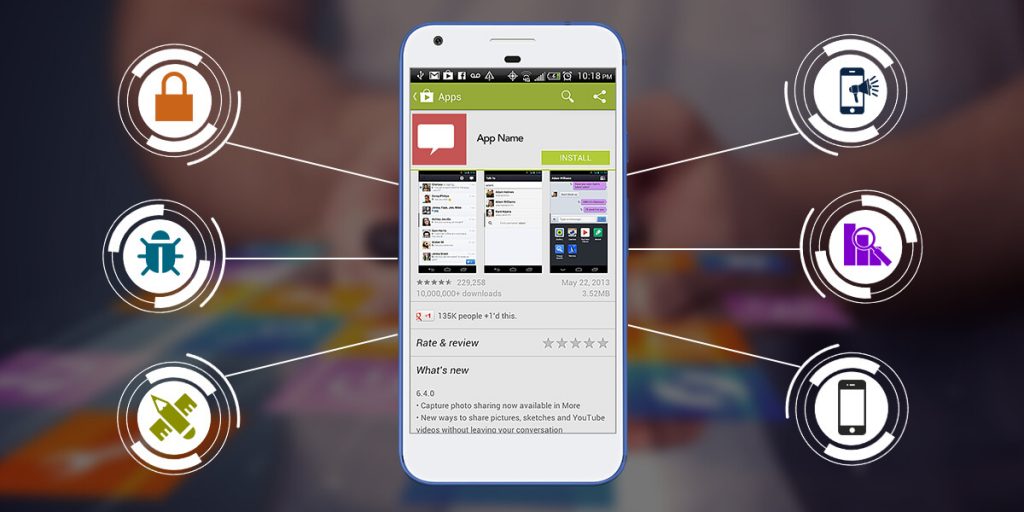 10:18 PM
Apps
App Name
INSTALL
Talk to
229,258
May 22, 2013
10,000,000+ downloads
3.52MB
+1
135K people +1'd this.
Rate & review
What's new
6.4.0
• Capture photo sharing now available in More
• New ways to share pictures, sketches and YouTube
videos without leaving your conversation